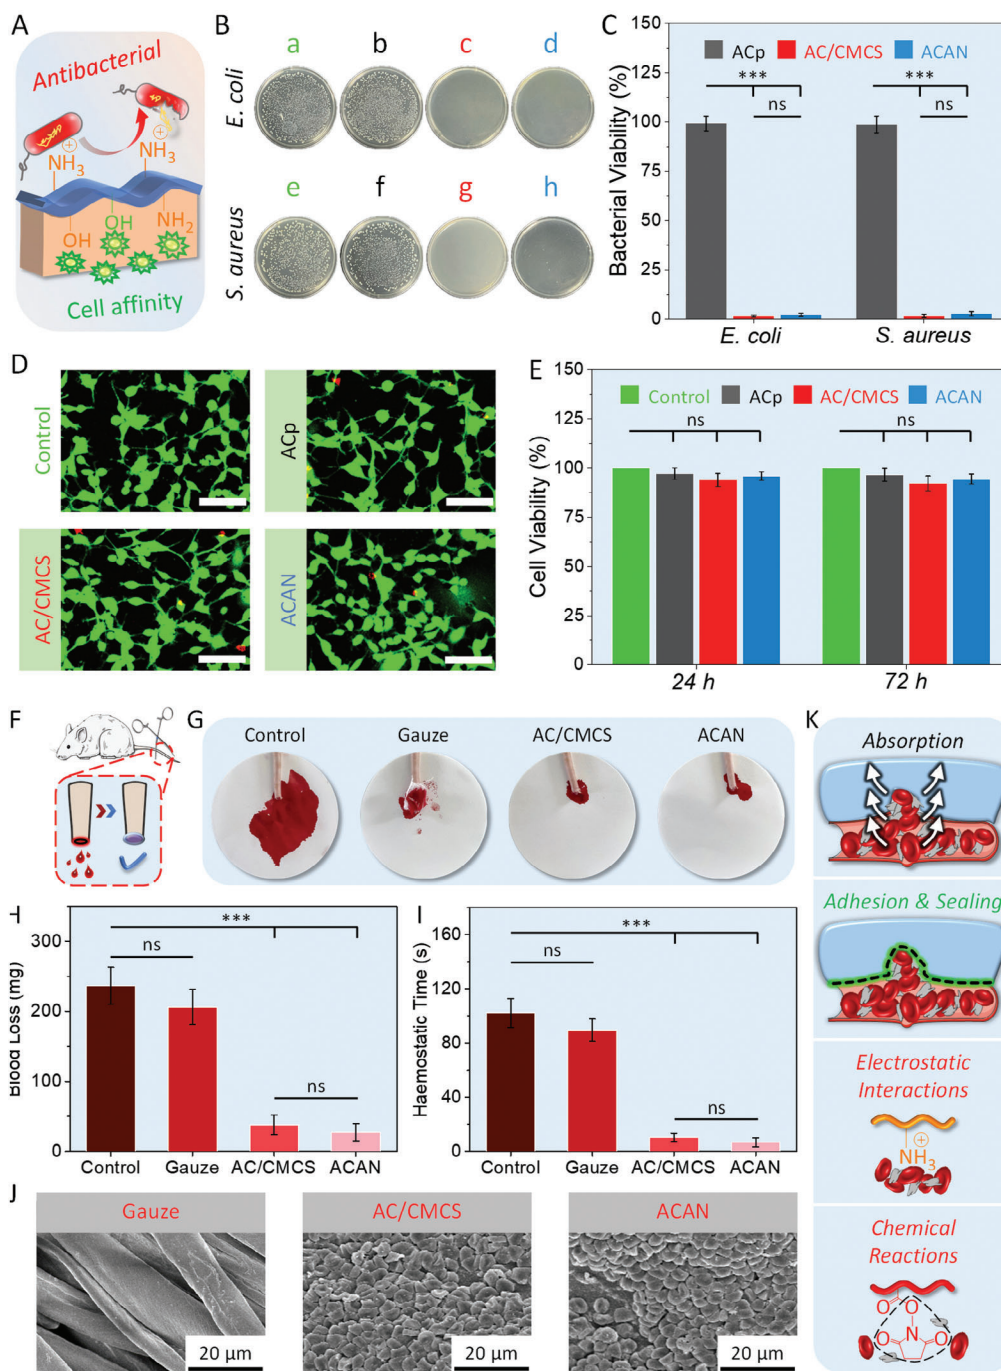 A
Antibacterial
⊕
NH3
⊕
NH3
OH
OH
NH2
Cell affinity
B
a b c d
E. coli
e f g h
S. aureus
C
ACp AC/CMCS ACAN
*** ***
ns ns
Bacterial Viability (%)
150
125
100
75
50
25
0
E. coli S. aureus
D
Control
ACp
AC/CMCS
ACAN
E
Control ACp AC/CMCS ACAN
ns ns
Cell Viability (%)
150
125
100
75
50
25
0
24 h 72 h
F
G
Control Gauze AC/CMCS ACAN
H
***
ns
ns
Blood Loss (mg)
300
200
100
0
Control Gauze AC/CMCS ACAN
I
***
ns
ns
Haemostatic Time (s)
160
120
80
40
0
Control Gauze AC/CMCS ACAN
J
Gauze AC/CMCS ACAN
20 μm 20 μm 20 μm
K
Absorption
Adhesion & Sealing
Electrostatic
Interactions
⊕
NH3
Chemical
Reactions
O O
N
O O